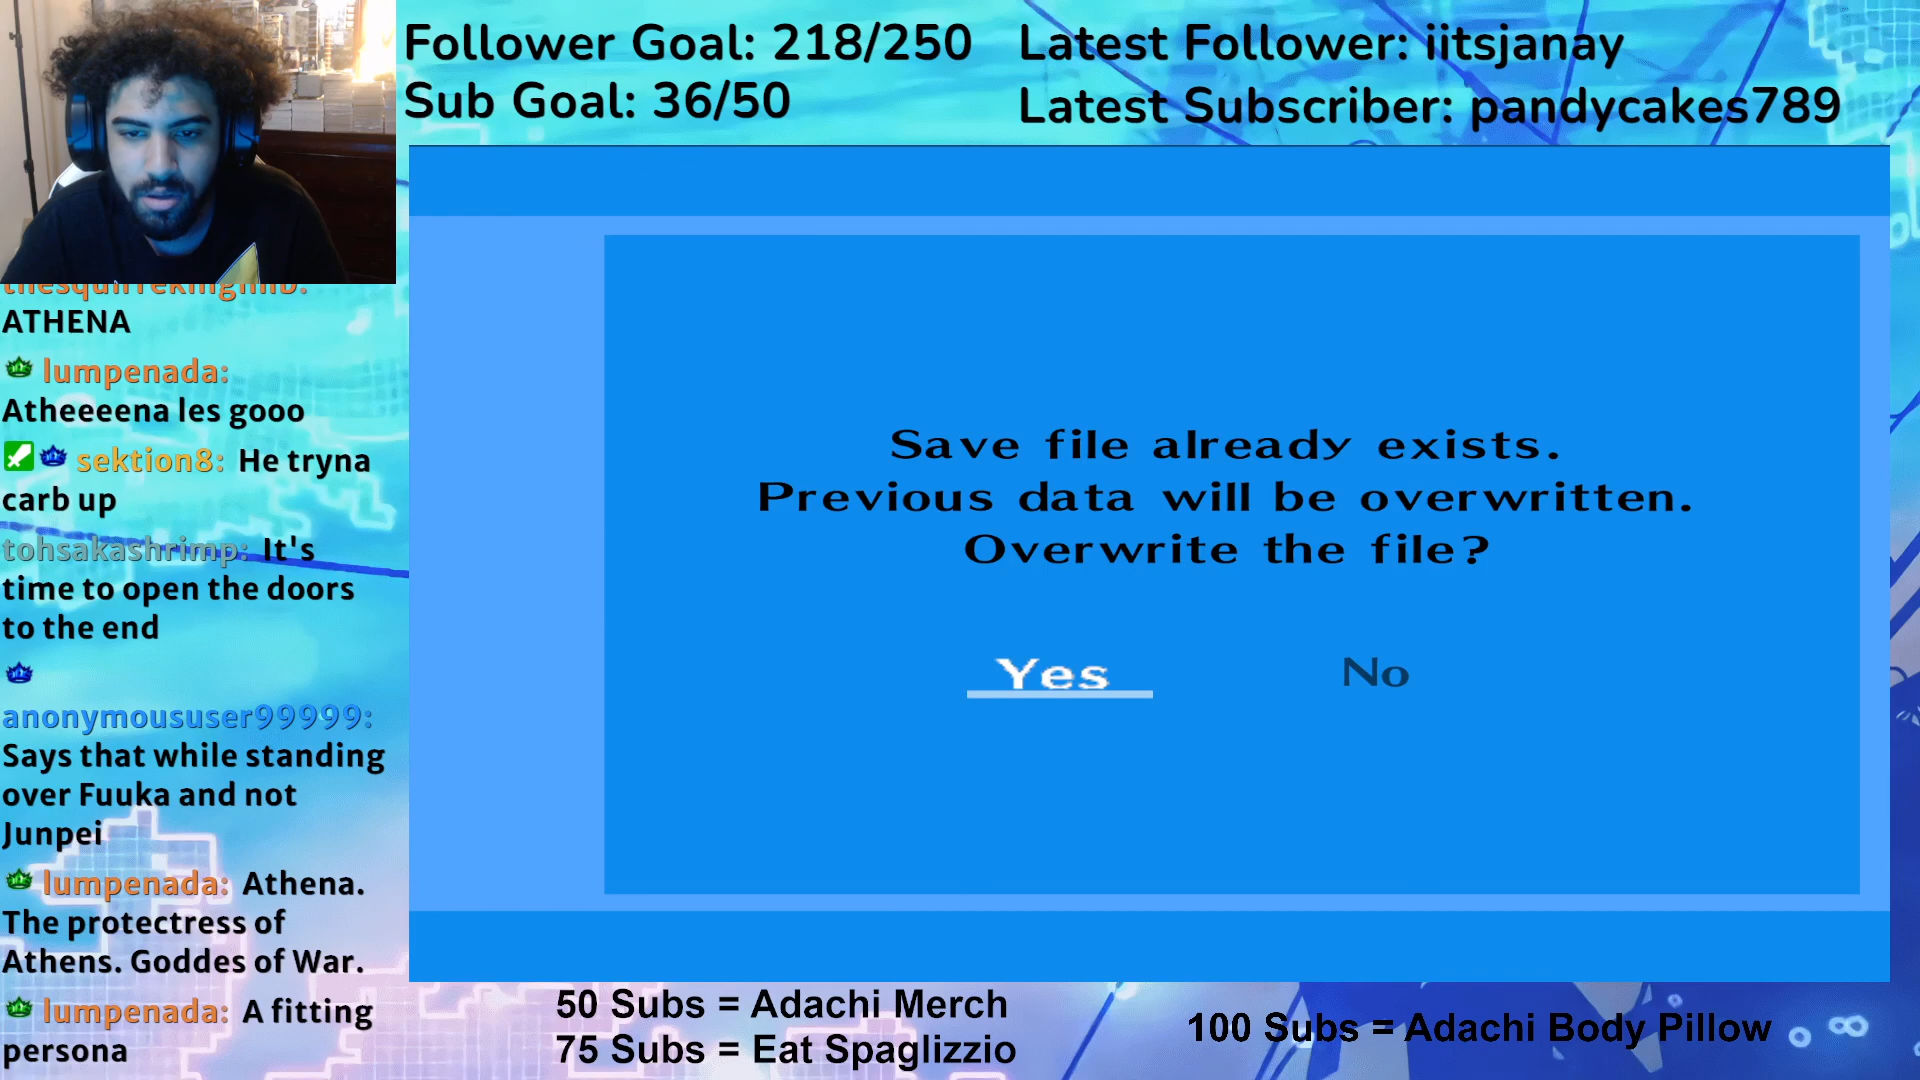 Follower Goal: 218/250
Sub Goal: 36/50
Latest Follower: iitsjanay
Latest Subscriber: pandycakes789
ATHENA
lumpenada:
Atheeeena les gooo
sektion8: He tryna
carb up
tohsakashrimp: It's
time to open the doors
to the end
anonymoususer99999:
Says that while standing
over Fuuka and not
Junpei
lumpenada: Athena.
The protectress of
Athens. Goddes of War.
lumpenada: A fitting
persona
Save file already exists.
Previous data will be overwritten.
Overwrite the file?
Yes
No
50 Subs = Adachi Merch
75 Subs = Eat Spaglizzio
100 Subs = Adachi Body Pillow